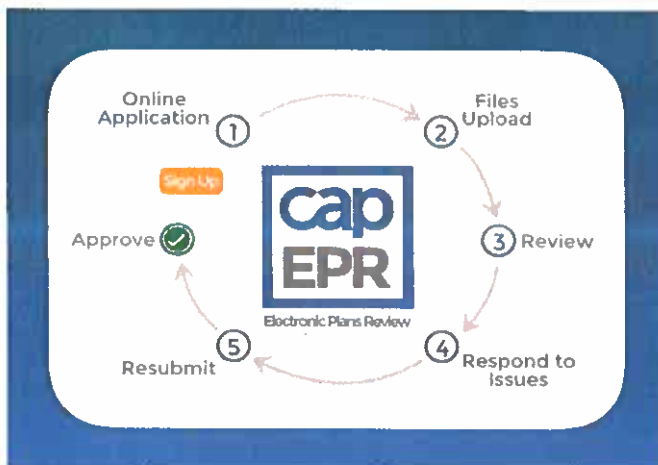 Online
Application
1
2
Files
Upload
Sign Up
cap
EPR
Electronic Plans Review
Approve
3
Review
5
Resubmit
4
Respond to
Issues